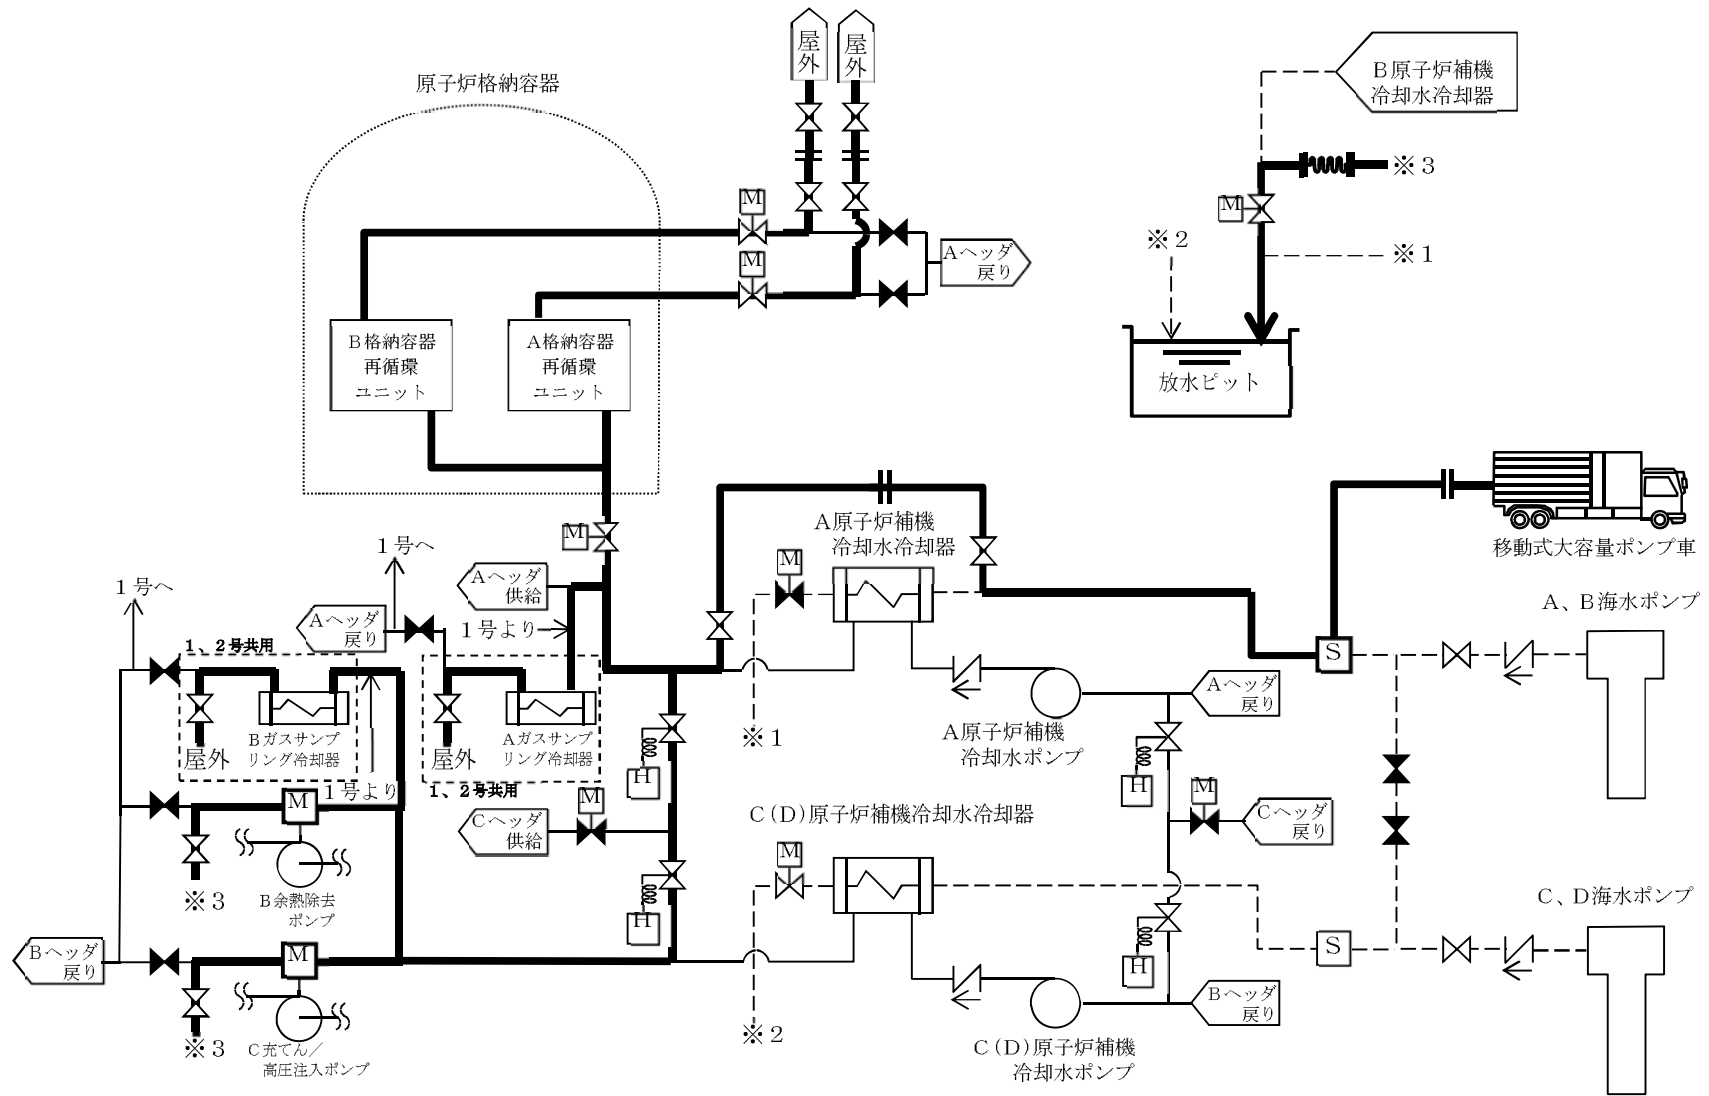 屋外
屋外
原子炉格納容器
B原子炉補機
冷却水冷却器
※3
M
M
※2
※1
M
Aヘッダ
戻り
M
B格納容器
再循環
ユニット
A格納容器
再循環
ユニット
放水ピット
移動式大容量ポンプ車
A原子炉補機
冷却水冷却器
M
M
1号へ
1号へ
Aヘッダ
供給
Aヘッダ
戻り
1号より
A、B海水ポンプ
1、2号共用
S
Bガスサンプ
リング冷却器
屋外
Aガスサンプ
リング冷却器
屋外
1、2号共用
1号より
※1
A原子炉補機
冷却水ポンプ
Aヘッダ
戻り
H
H
M
M
M
Cヘッダ
供給
C(D)原子炉補機冷却水冷却器
Cヘッダ
戻り
M
※3
B余熱除去
ポンプ
H
C、D海水ポンプ
Bヘッダ
戻り
M
S
H
Bヘッダ
戻り
※3
C充てん／
高圧注入ポンプ
※2
C(D)原子炉補機
冷却水ポンプ